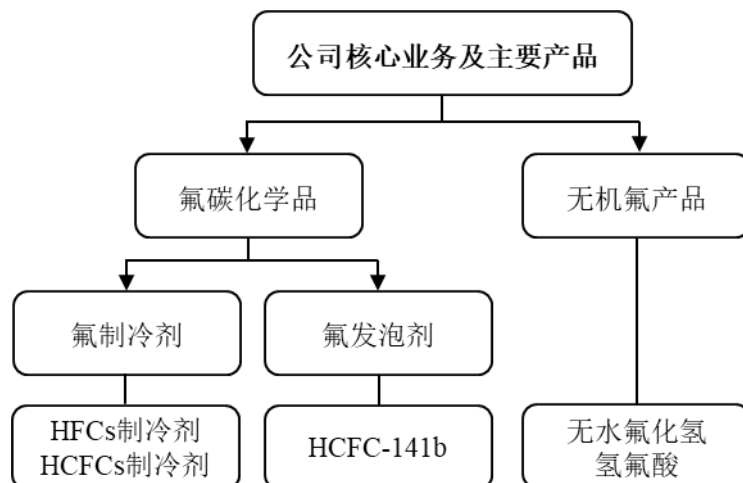 公司核心业务及主要产品
氟碳化学品
无机氟产品
氟制冷剂
氟发泡剂
HFCs制冷剂
HCFCs制冷剂
HCFC-141b
无水氟化氢
氢氟酸